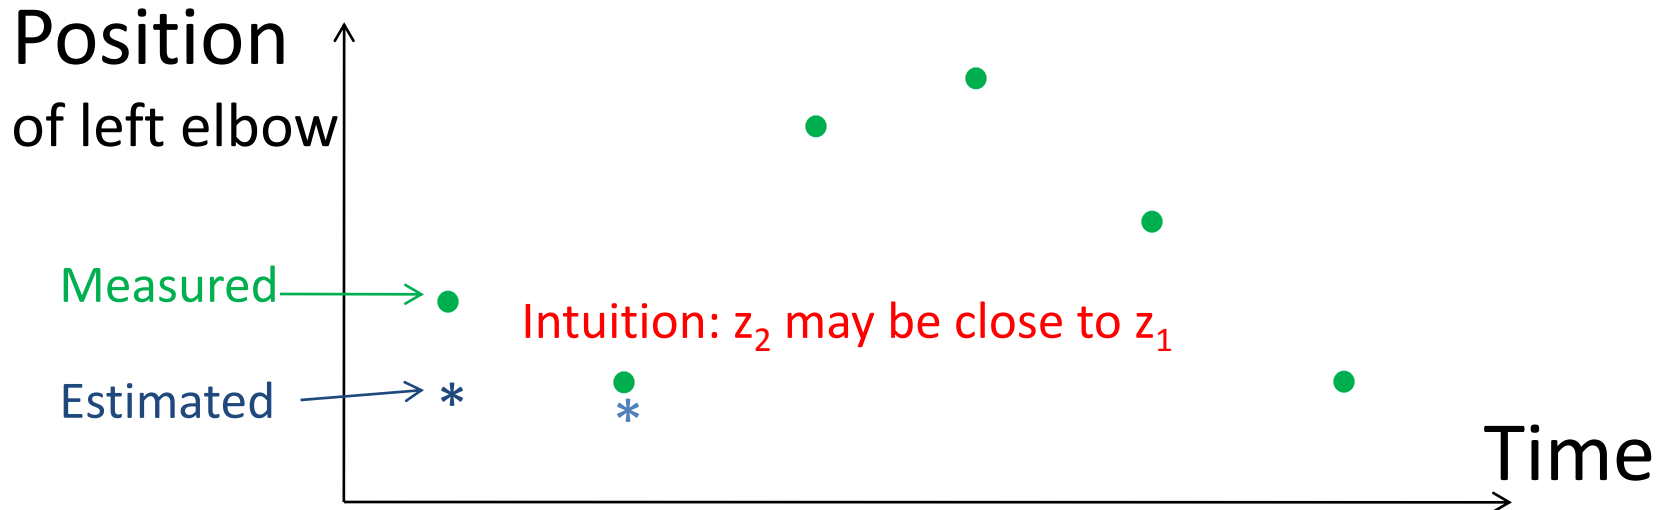 Position
of left elbow
Measured
Intuition: z₂ may be close to z₁
Estimated
*
*
Time